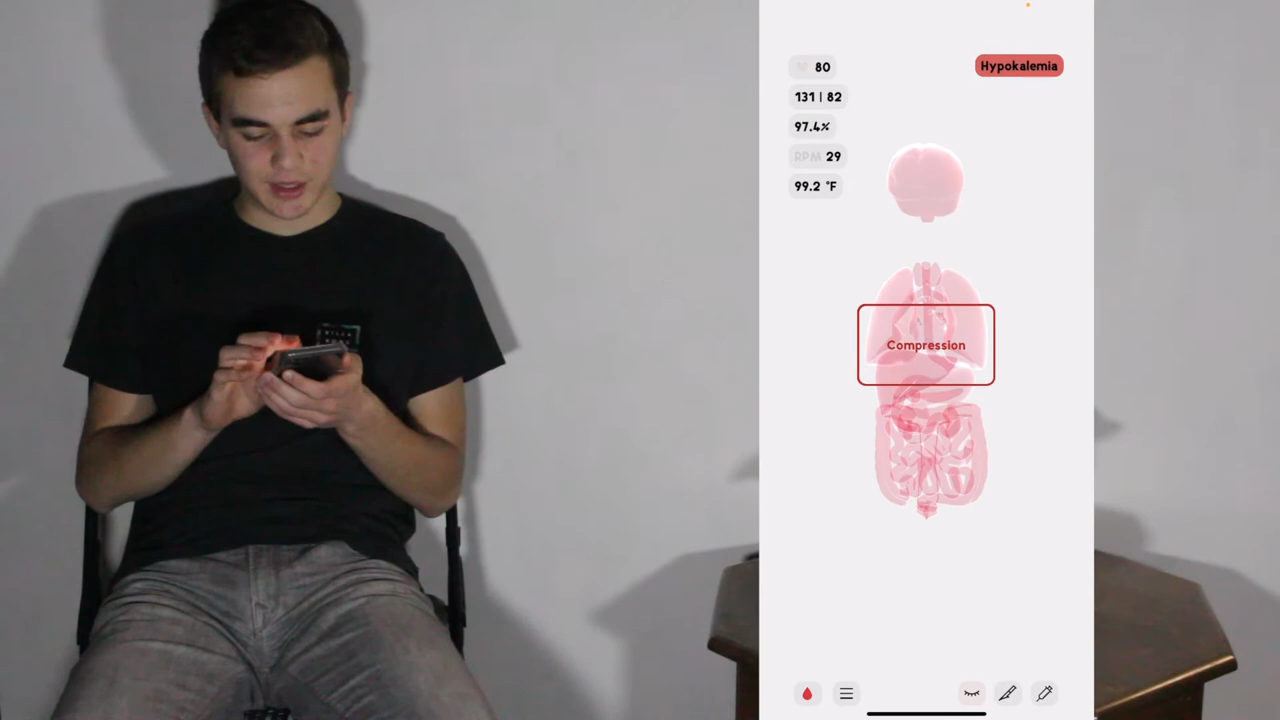 80
Hypokalemia
131 | 82
97.4%
RPM 29
99.2 °F
Compression